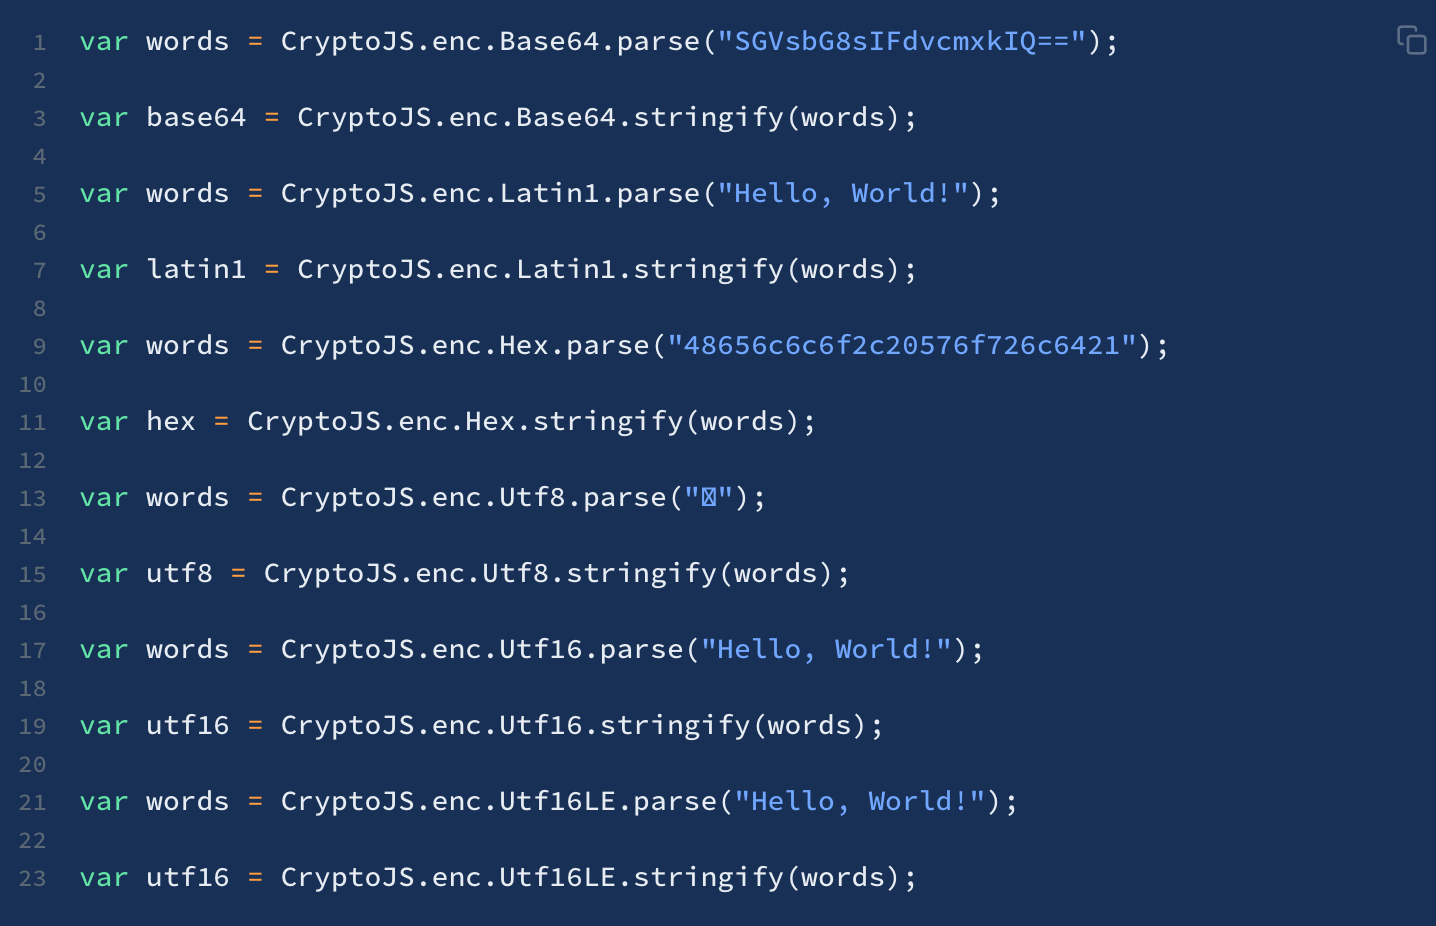 1 var words = CryptoJS.enc.Base64.parse("SGVsbG8sIFdvcmxkIQ==");
2
3 var base64 = CryptoJS.enc.Base64.stringify(words);
4
5 var words = CryptoJS.enc.Latin1.parse("Hello, World!");
6
7 var latin1 = CryptoJS.enc.Latin1.stringify(words);
8
9 var words = CryptoJS.enc.Hex.parse("48656c6c6f2c20576f726c6421");
10
11 var hex = CryptoJS.enc.Hex.stringify(words);
12
13 var words = CryptoJS.enc.Utf8.parse("");
14
15 var utf8 = CryptoJS.enc.Utf8.stringify(words);
16
17 var words = CryptoJS.enc.Utf16.parse("Hello, World!");
18
19 var utf16 = CryptoJS.enc.Utf16.stringify(words);
20
21 var words = CryptoJS.enc.Utf16LE.parse("Hello, World!");
22
23 var utf16 = CryptoJS.enc.Utf16LE.stringify(words);